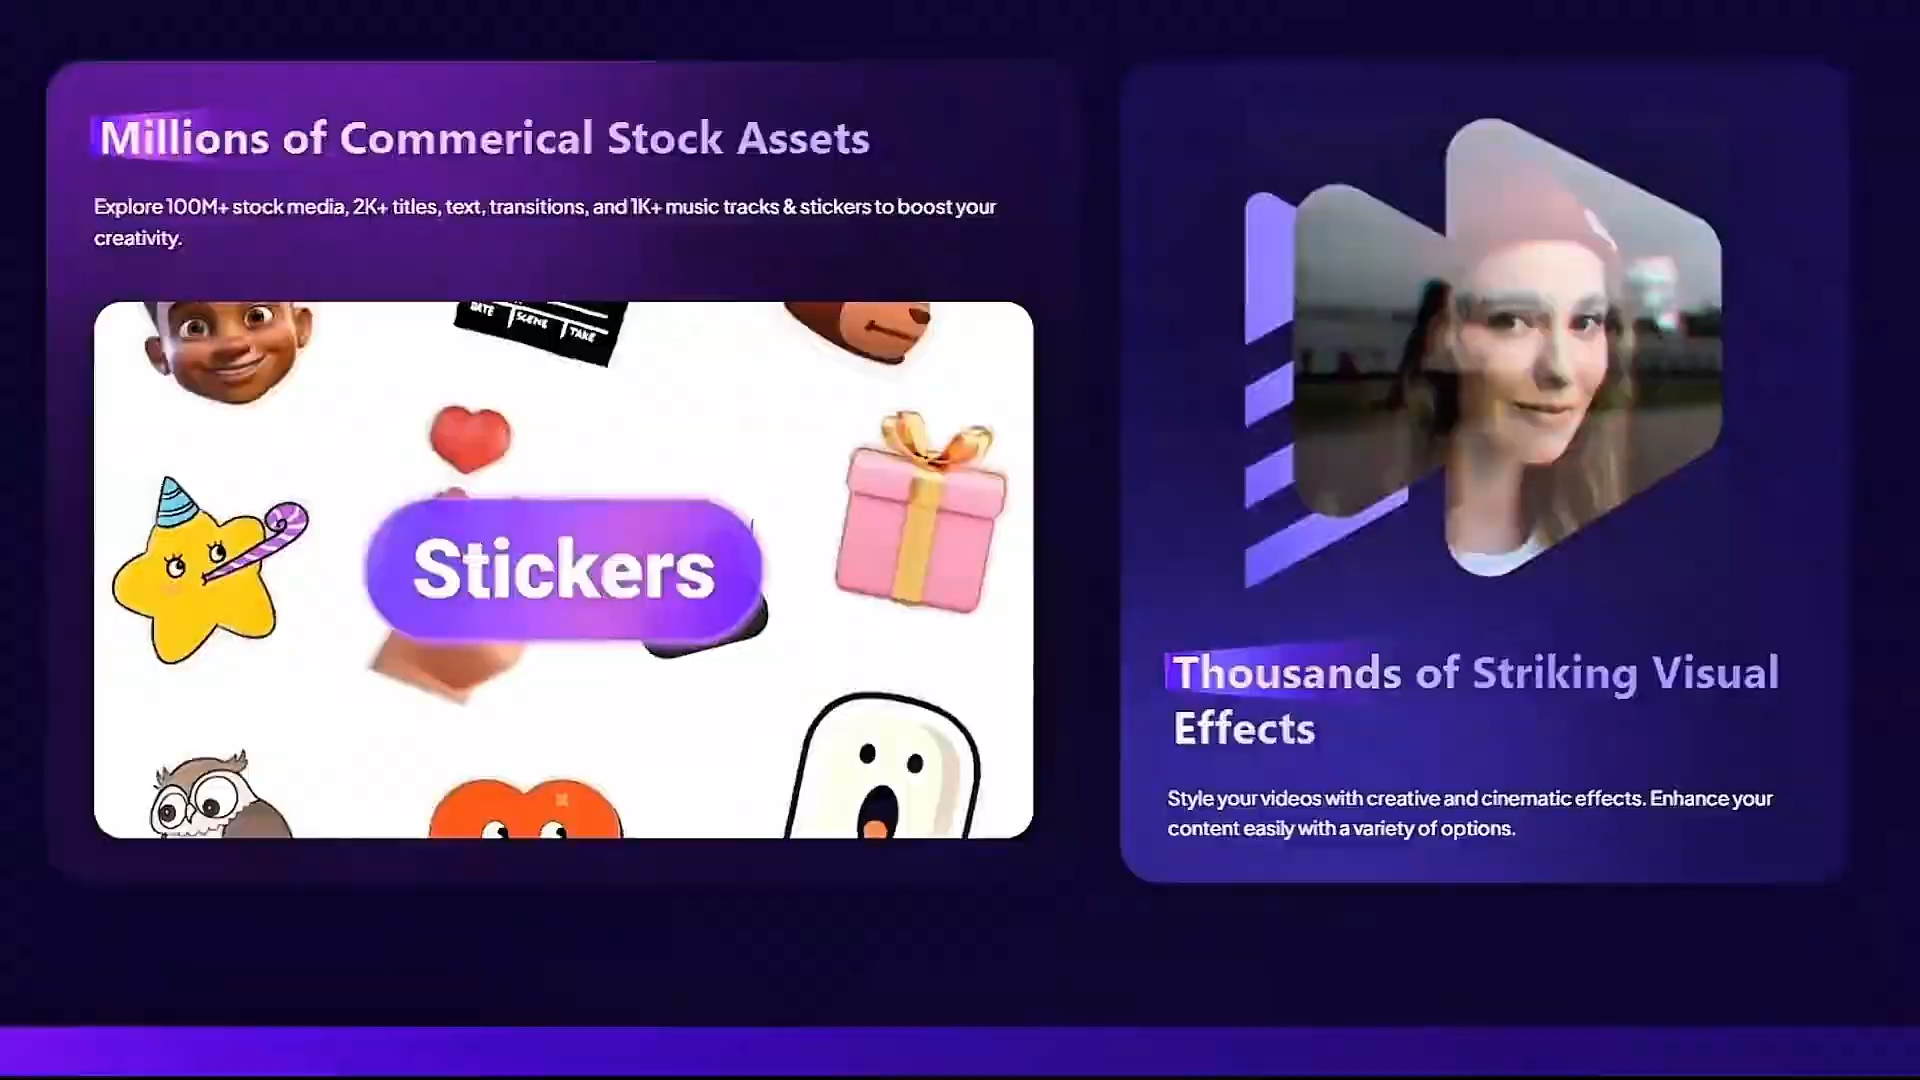 Millions of Commerical Stock Assets
Explore 100M+ stock media, 2K+ titles, text, transitions, and 1K+ music tracks & stickers to boost your
creativity.
DATE SCENE TAKE
Stickers
Thousands of Striking Visual
Effects
Style your videos with creative and cinematic effects. Enhance your
content easily with a variety of options.